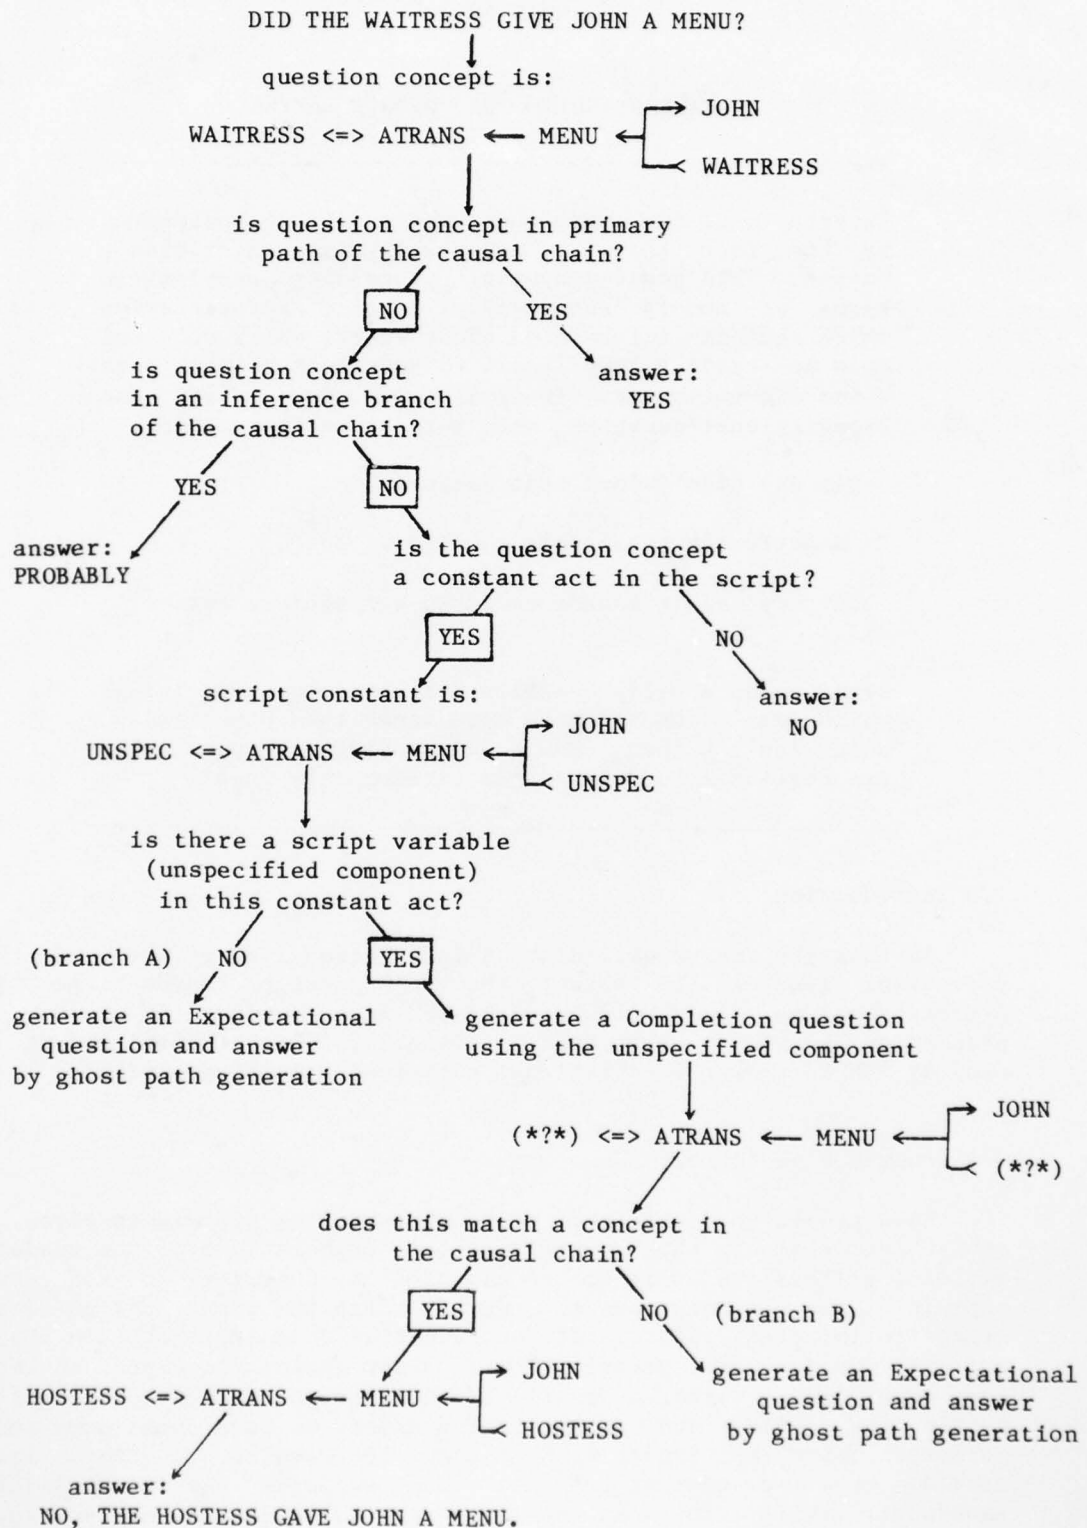 DID THE WAITRESS GIVE JOHN A MENU?
question concept is:
JOHN
WAITRESS <=> ATRANS ← MENU ←
WAITRESS
is question concept in primary
path of the causal chain?
NO
YES
is question concept
in an inference branch
of the causal chain?
answer:
YES
YES
NO
answer:
PROBABLY
is the question concept
a constant act in the script?
YES
NO
script constant is:
answer:
NO
JOHN
UNSPEC <=> ATRANS ← MENU ←
UNSPEC
is there a script variable
(unspecified component)
in this constant act?
(branch A) NO
YES
generate an Expectational
question and answer
by ghost path generation
generate a Completion question
using the unspecified component
JOHN
(*?*) <=> ATRANS ← MENU ←
(*?*)
does this match a concept in
the causal chain?
YES
NO (branch B)
JOHN
HOSTESS <=> ATRANS ← MENU ←
HOSTESS
generate an Expectational
question and answer
by ghost path generation
answer:
NO, THE HOSTESS GAVE JOHN A MENU.